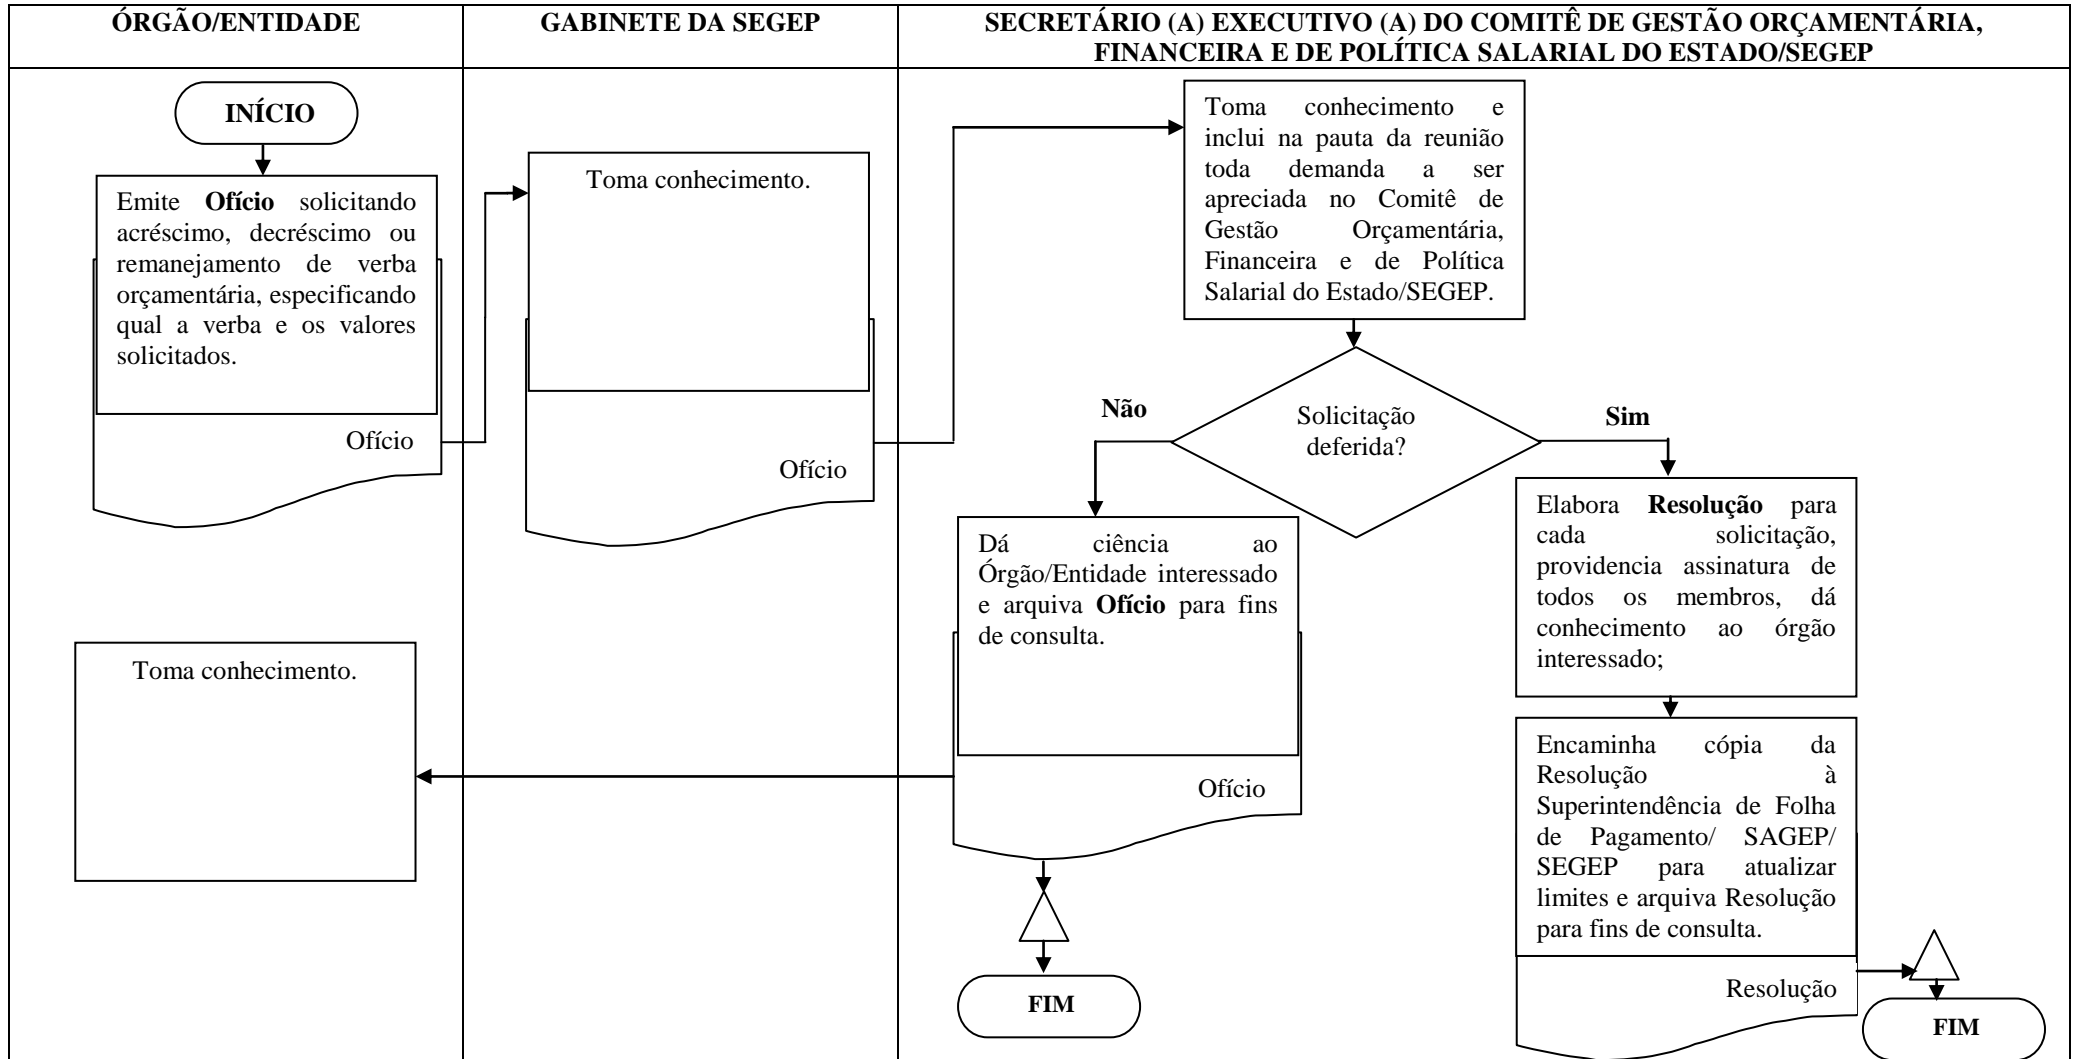 ÓRGÃO/ENTIDADE
GABINETE DA SEGEP
SECRETÁRIO (A) EXECUTIVO (A) DO COMITÊ DE GESTÃO ORÇAMENTÁRIA,
FINANCEIRA E DE POLÍTICA SALARIAL DO ESTADO/SEGEP
INÍCIO
Emite Ofício solicitando
acréscimo, decréscimo ou
remanejamento de verba
orçamentária, especificando
qual a verba e os valores
solicitados.
Ofício
Toma conhecimento.
Ofício
Toma conhecimento e
inclui na pauta da reunião
toda demanda a ser
apreciada no Comitê de
Gestão Orçamentária,
Financeira e de Política
Salarial do Estado/SEGEP.
Solicitação
deferida?
Não
Sim
Dá ciência ao
Órgão/Entidade interessado
e arquiva Ofício para fins
de consulta.
Ofício
FIM
Toma conhecimento.
Elabora Resolução para
cada solicitação,
providencia assinatura de
todos os membros, dá
conhecimento ao órgão
interessado;
Encaminha cópia da
Resolução à
Superintendência de Folha
de Pagamento/ SAGEP/
SEGEP para atualizar
limites e arquiva Resolução
para fins de consulta.
Resolução
FIM